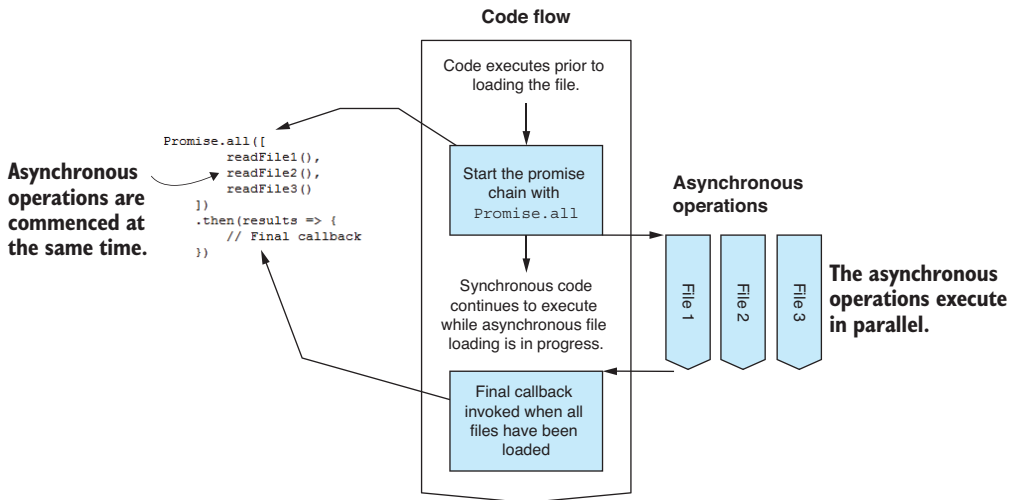 Code flow
Code executes prior to
loading the file.
Promise.all([
readFile1(),
readFile2(),
readFile3()
])
.then(results => {
// Final callback
})
Asynchronous
operations are
commenced at
the same time.
Start the promise
chain with
Promise.all
Asynchronous
operations
File 1
File 2
File 3
The asynchronous
operations execute
in parallel.
Synchronous code
continues to execute
while asynchronous file
loading is in progress.
Final callback
invoked when all
files have been
loaded